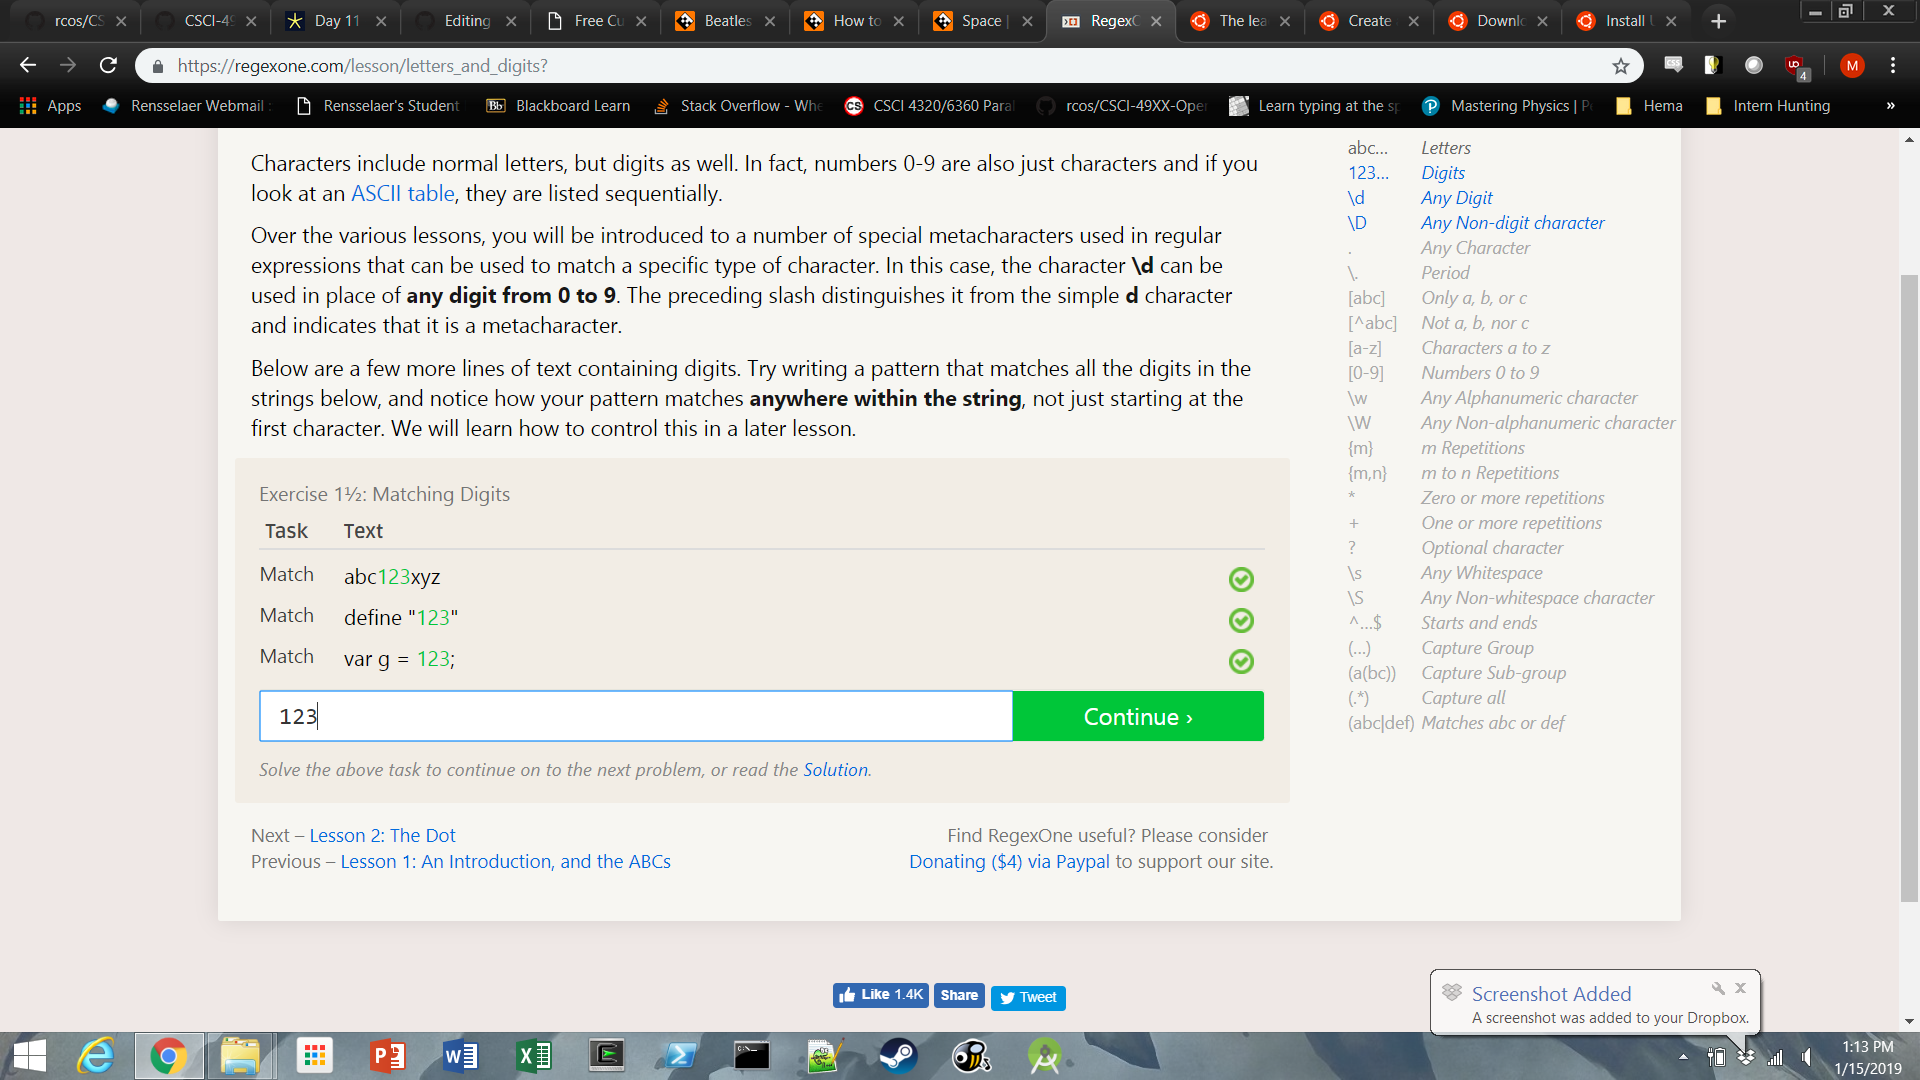 rcos/CS
CSCI-49
Day 11
Editing
Free Cu
Beatles
How to
Space |
RegexO
The lea
Create
Downlo
Install U
https://regexone.com/lesson/letters_and_digits?
4
M
Apps
Rensselaer Webmail :
Rensselaer's Student
Bb
Blackboard Learn
Stack Overflow - Whe
CS
CSCI 4320/6360 Paral
rcos/CSCI-49XX-Oper
Learn typing at the sp
Mastering Physics | P
Hema
Intern Hunting
»
Characters include normal letters, but digits as well. In fact, numbers 0-9 are also just characters and if you
look at an ASCII table, they are listed sequentially.
Over the various lessons, you will be introduced to a number of special metacharacters used in regular
expressions that can be used to match a specific type of character. In this case, the character \d can be
used in place of any digit from 0 to 9. The preceding slash distinguishes it from the simple d character
and indicates that it is a metacharacter.
Below are a few more lines of text containing digits. Try writing a pattern that matches all the digits in the
strings below, and notice how your pattern matches anywhere within the string, not just starting at the
first character. We will learn how to control this in a later lesson.
Exercise 1½: Matching Digits
Task Text
Match abc123xyz
Match define "123"
Match var g = 123;
123
Continue ›
Solve the above task to continue on to the next problem, or read the Solution.
Next – Lesson 2: The Dot
Previous – Lesson 1: An Introduction, and the ABCs
Find RegexOne useful? Please consider
Donating ($4) via Paypal to support our site.
abc... Letters
123... Digits
\d Any Digit
\D Any Non-digit character
. Any Character
\. Period
[abc] Only a, b, or c
[^abc] Not a, b, nor c
[a-z] Characters a to z
[0-9] Numbers 0 to 9
\w Any Alphanumeric character
\W Any Non-alphanumeric character
{m} m Repetitions
{m,n} m to n Repetitions
* Zero or more repetitions
+ One or more repetitions
? Optional character
\s Any Whitespace
\S Any Non-whitespace character
^...$ Starts and ends
(...) Capture Group
(a(bc)) Capture Sub-group
(.*) Capture all
(abc|def) Matches abc or def
Like 1.4K
Share
Tweet
Screenshot Added
A screenshot was added to your Dropbox.
1:13 PM
1/15/2019